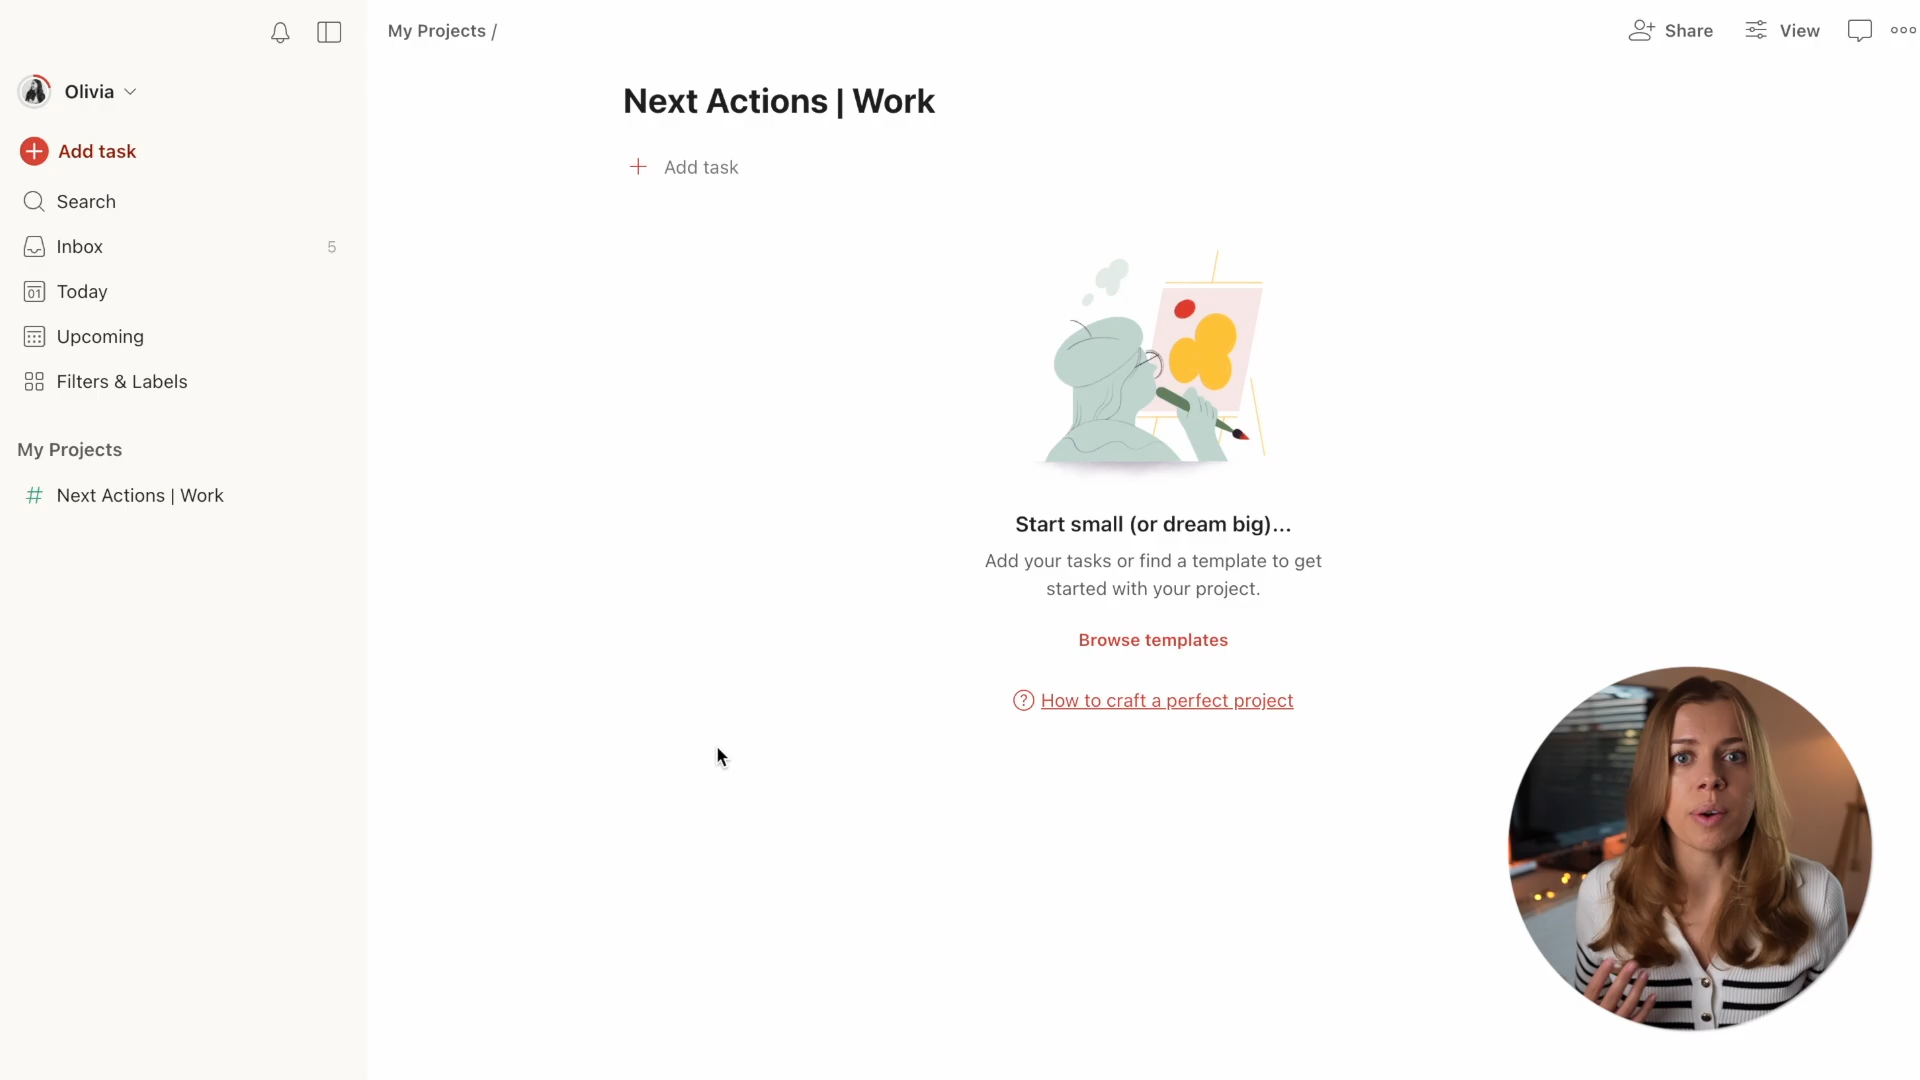 My Projects /
Share
View
Olivia
Next Actions | Work
Add task
Add task
Search
Inbox
5
01
Today
Upcoming
Filters & Labels
My Projects
# Next Actions | Work
Start small (or dream big)...
Add your tasks or find a template to get
started with your project.
Browse templates
? How to craft a perfect project